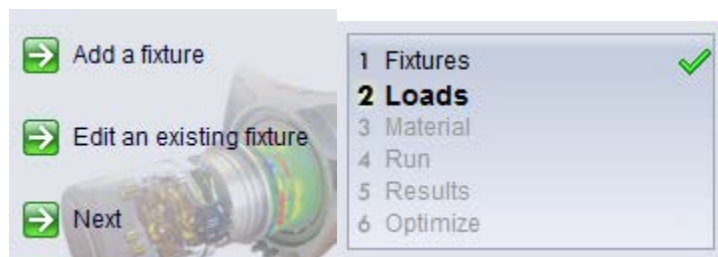 Add a fixture
Edit an existing fixture
Next
1 Fixtures
2 Loads
3 Material
4 Run
5 Results
6 Optimize